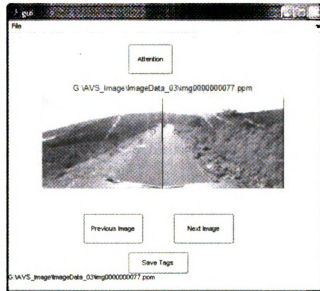 gui
File
Attention
G:\AVS_Image\ImageData_03\img0000000077.ppm
Previous Image
Next Image
Save Tags
G:\AVS_Image\ImageData_03\img0000000077.ppm